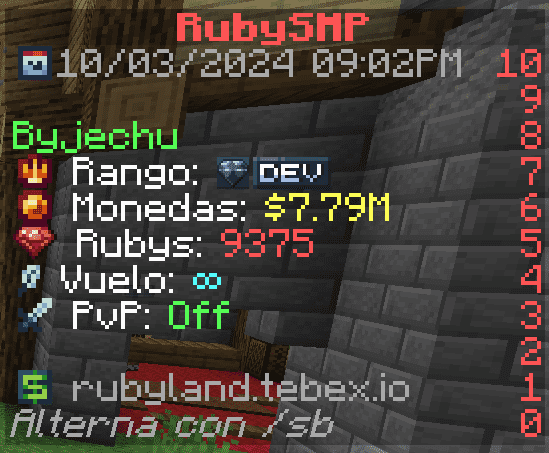 RubySMP
10/03/2024 09:02PM 10
9
Byjechu 8
Rango: DEV 7
Monedas: $7.79M 6
Rubys: 9375 5
Vuelo: ∞ 4
PvP: Off 3
2
$ rubyland.tebex.io 1
Alterna con /sb 0